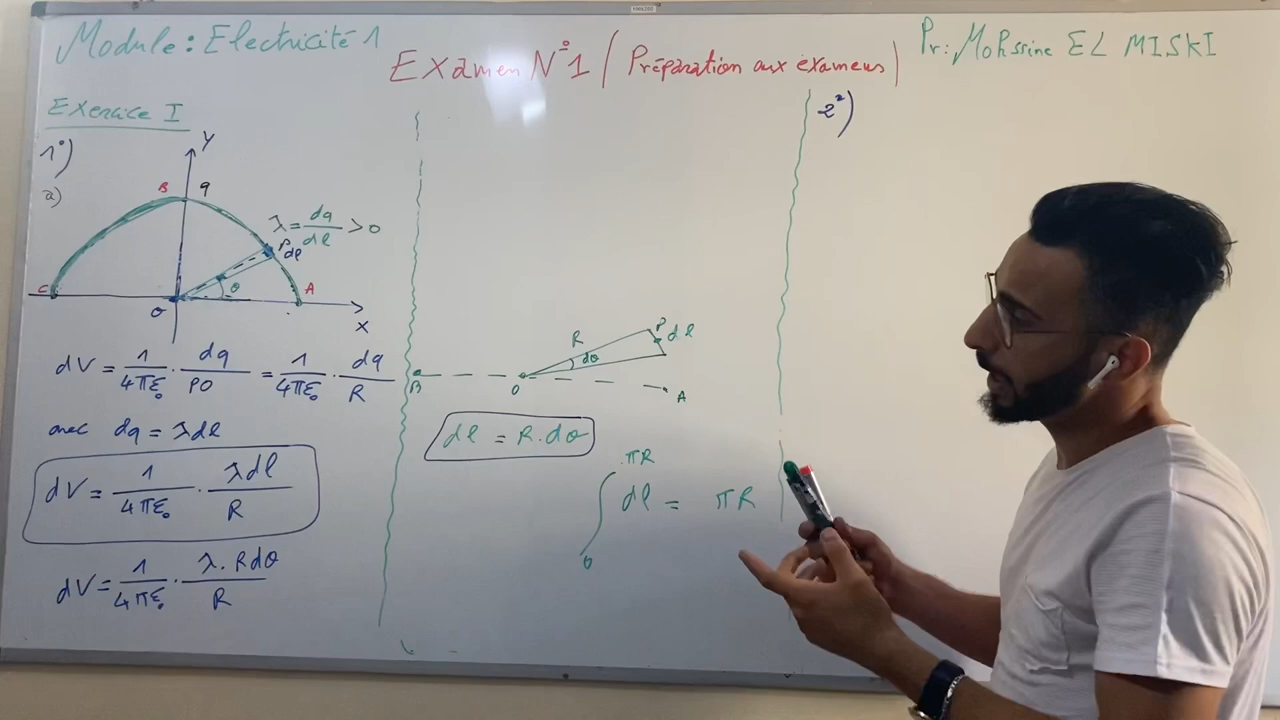 Module: Electricité 1
Examen N°1 ( Préparation aux exameus )
Pr: Mohssine EL MISKI
Exercice I
1°)
a)
Y
B
q
λ = dq/dl > 0
P
dl
C
θ
A
O
X
dV = 1/4πε₀ . dq/PO = 1/4πε₀ . dq/R
avec dq = λdl
dV = 1/4πε₀ . λdl/R
dV = 1/4πε₀ . λ.Rdθ/R
R
P
dl
dθ
B
O
A
dl = R.dθ
∫₀^πR dl = πR
2°)